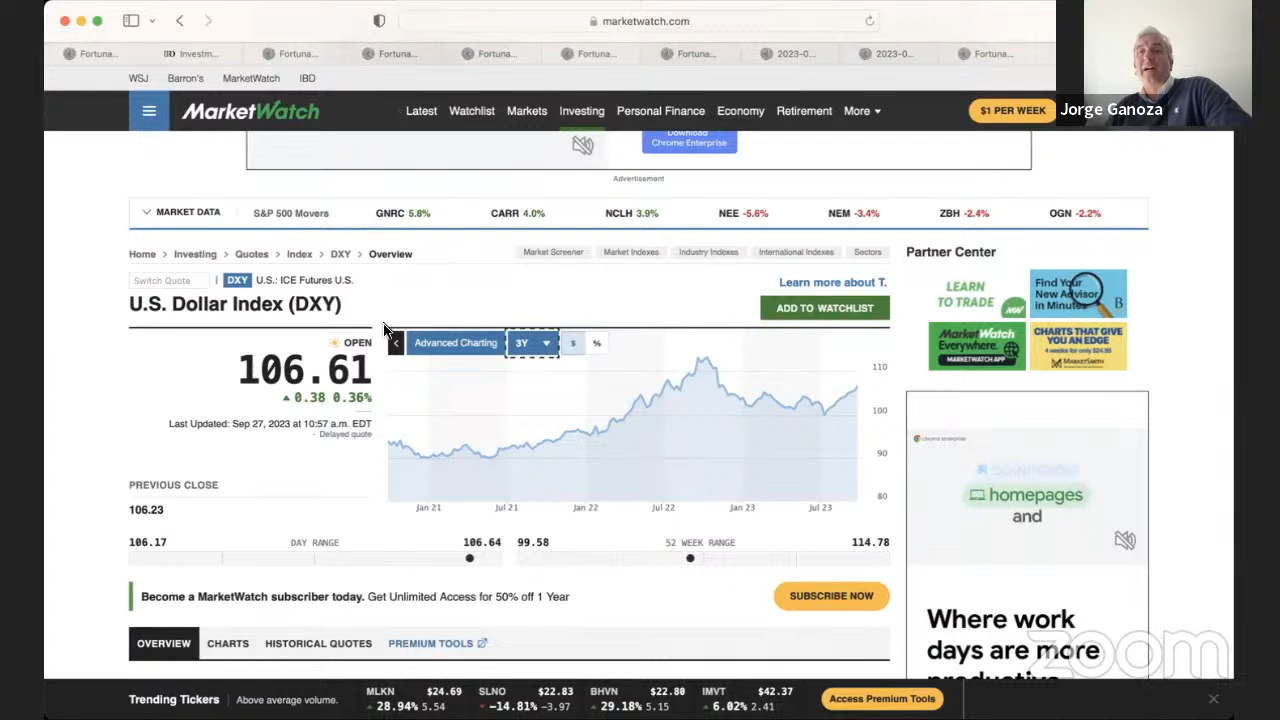 marketwatch.com
Fortuna...
IBD Investm...
Fortuna...
Fortuna...
Fortuna...
Fortuna...
Fortuna...
2023-0...
2023-0...
Fortuna...
WSJ Barron's MarketWatch IBD
MarketWatch
Latest Watchlist Markets Investing Personal Finance Economy Retirement More
$1 PER WEEK
Jorge Ganoza
Download
Chrome Enterprise
Advertisement
MARKET DATA
S&P 500 Movers
GNRC 5.8%
CARR 4.0%
NCLH 3.9%
NEE -5.6%
NEM -3.4%
ZBH -2.4%
OGN -2.2%
Home > Investing > Quotes > Index > DXY > Overview
Market Screener Market Indexes Industry Indexes International Indexes Sectors
Partner Center
Switch Quote | DXY U.S.: ICE Futures U.S.
Learn more about T.
U.S. Dollar Index (DXY)
ADD TO WATCHLIST
LEARN
TO TRADE
MW
Find Your
New Advisor
in Minutes
B
MarketWatch
Everywhere.
MARKETWATCH APP
CHARTS THAT GIVE
YOU AN EDGE
4 weeks for only $24.95
MARKETSMITH
OPEN
106.61
0.38 0.36%
Last Updated: Sep 27, 2023 at 10:57 a.m. EDT
Delayed quote
Advanced Charting 3Y $ %
110
100
90
80
Jan 21 Jul 21 Jan 22 Jul 22 Jan 23 Jul 23
PREVIOUS CLOSE
106.23
106.17 DAY RANGE 106.64
99.58 52 WEEK RANGE 114.78
chrome enterprise
homepages
and
Become a MarketWatch subscriber today. Get Unlimited Access for 50% off 1 Year
SUBSCRIBE NOW
Where work
days are more
productive
OVERVIEW CHARTS HISTORICAL QUOTES PREMIUM TOOLS
zoom
Trending Tickers | Above average volume.
MLKN $24.69
28.94% 5.54
SLNO $22.83
-14.81% -3.97
BHVN $22.80
29.18% 5.15
IMVT $42.37
6.02% 2.41
Access Premium Tools